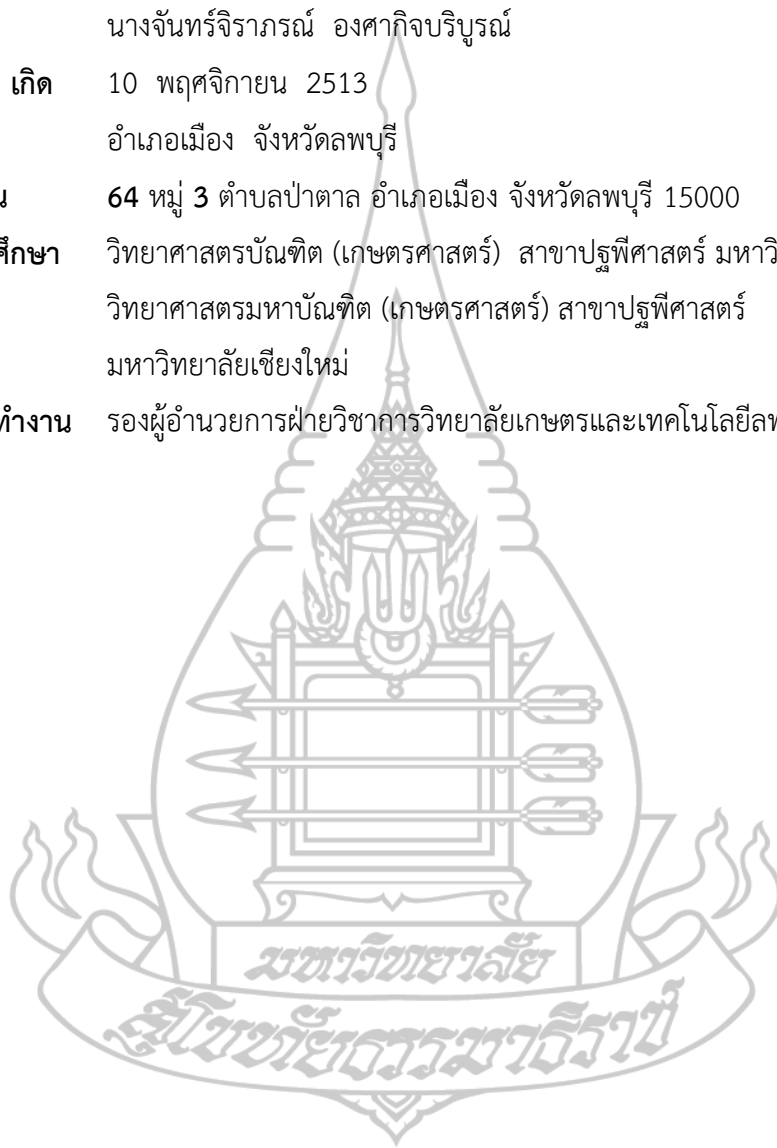 นางจันทร์จิราภรณ์ องศากิจบริบูรณ์
เกิด 10 พฤศจิกายน 2513
อำเภอเมือง จังหวัดลพบุรี
64 หมู่ 3 ตำบลป่าตาล อำเภอเมือง จังหวัดลพบุรี 15000
วิทยาศาสตรบัณฑิต (เกษตรศาสตร์) สาขาปฐพีศาสตร์
วิทยาศาสตรมหาบัณฑิต (เกษตรศาสตร์) สาขาปฐพีศาสตร์
มหาวิทยาลัยเชียงใหม่
ทำงาน รองผู้อำนวยการฝ่ายวิชาการวิทยาลัยเกษตรและเทคโนโลยี
มหาวิทยาลัย
สุโขทัยธรรมาธิราช